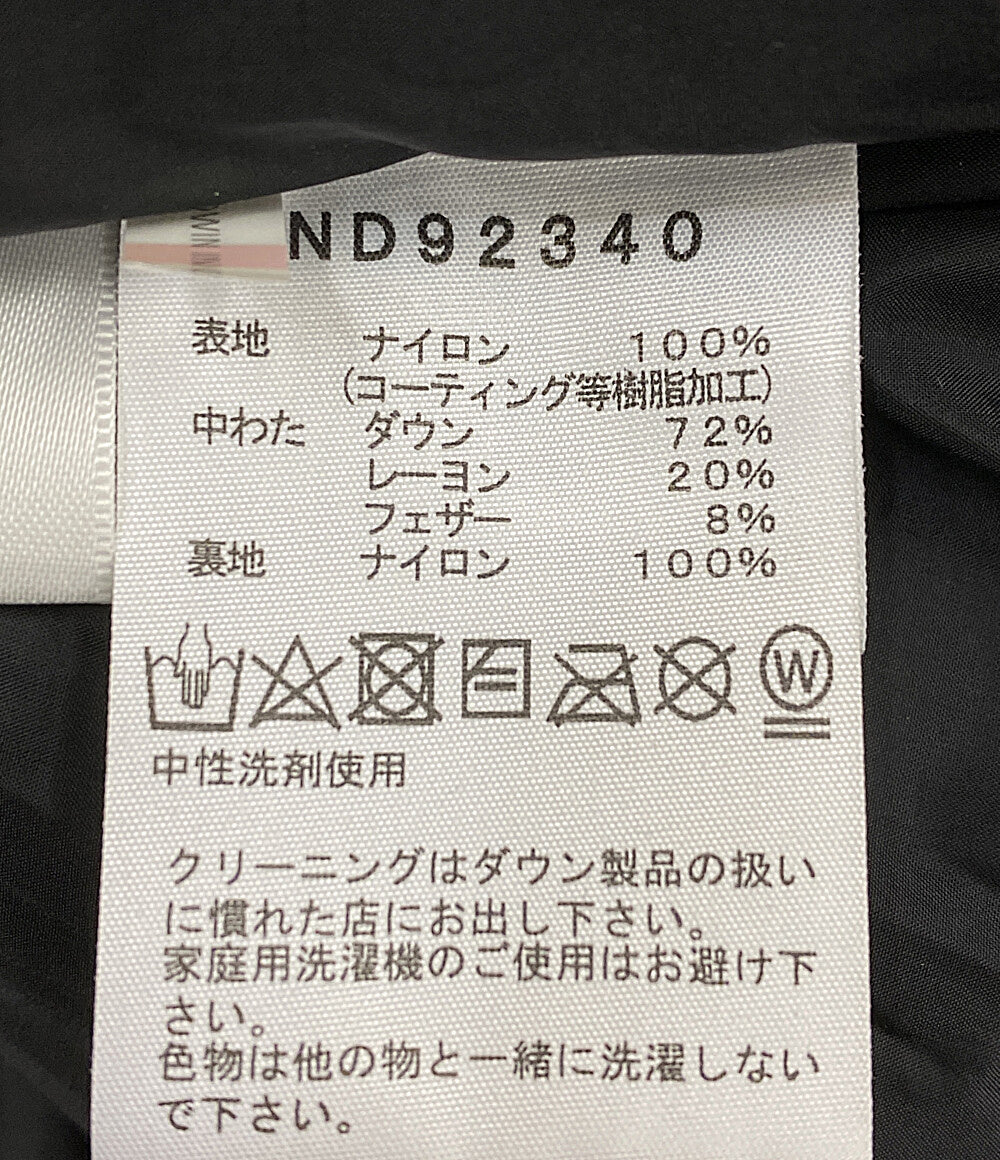 ND92340
表地 ナイロン 100%
(コーティング等樹脂加工)
中わた ダウン 72%
レーヨン 20%
フェザー 8%
裏地 ナイロン 100%
W
中性洗剤使用
クリーニングはダウン製品の扱い
に慣れた店にお出し下さい。
家庭用洗濯機のご使用はお避け下
さい。
色物は他の物と一緒に洗濯しない
で下さい。